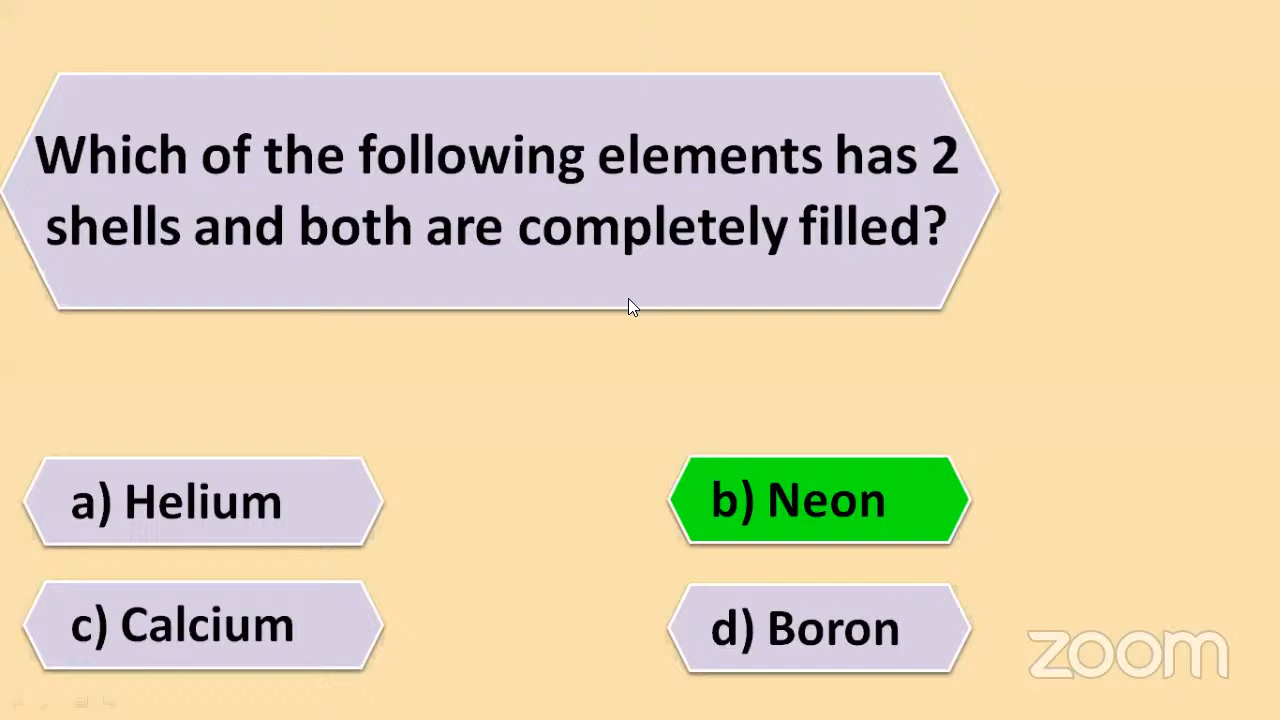 Which of the following elements has 2
shells and both are completely filled?
a) Helium
b) Neon
c) Calcium
d) Boron
zoom